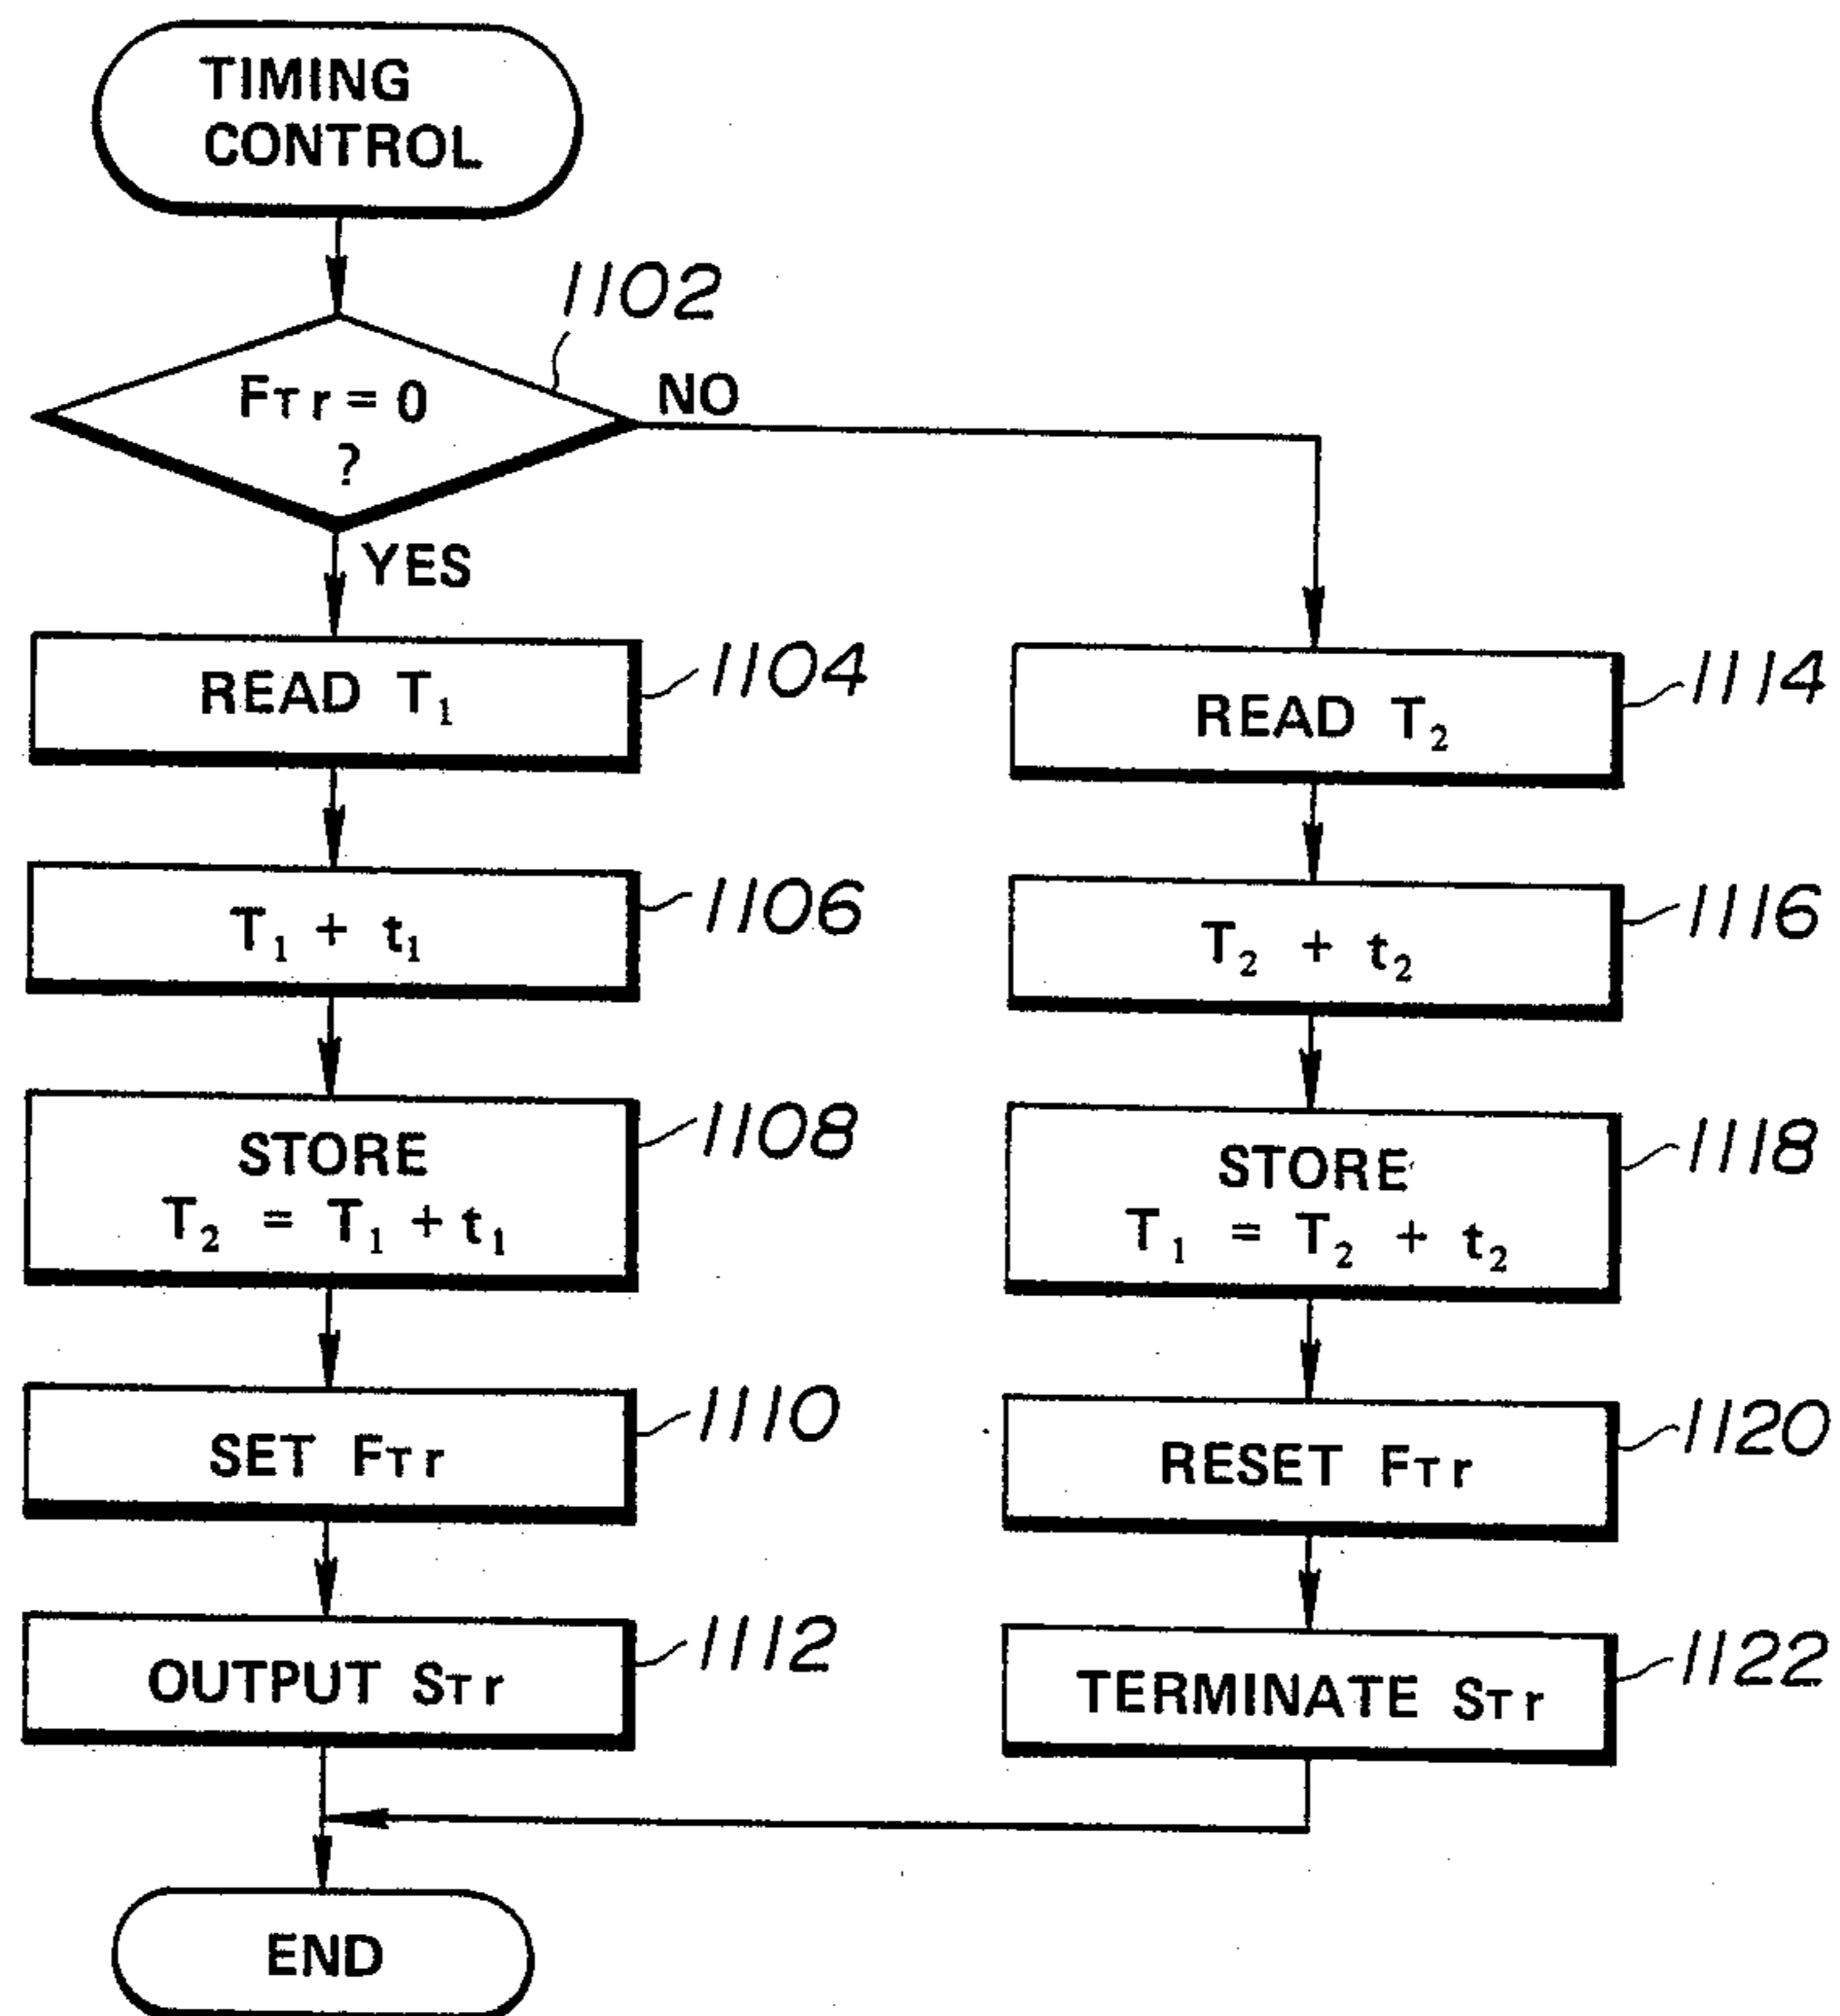 TIMING
CONTROL
1102
FTr = 0
?
NO
YES
READ T₁
1104
T₁ + t₁
1106
STORE
T₂ = T₁ + t₁
1108
SET FTr
1110
OUTPUT STr
1112
READ T₂
1114
T₂ + t₂
1116
STORE
T₁ = T₂ + t₂
1118
RESET FTr
1120
TERMINATE STr
1122
END